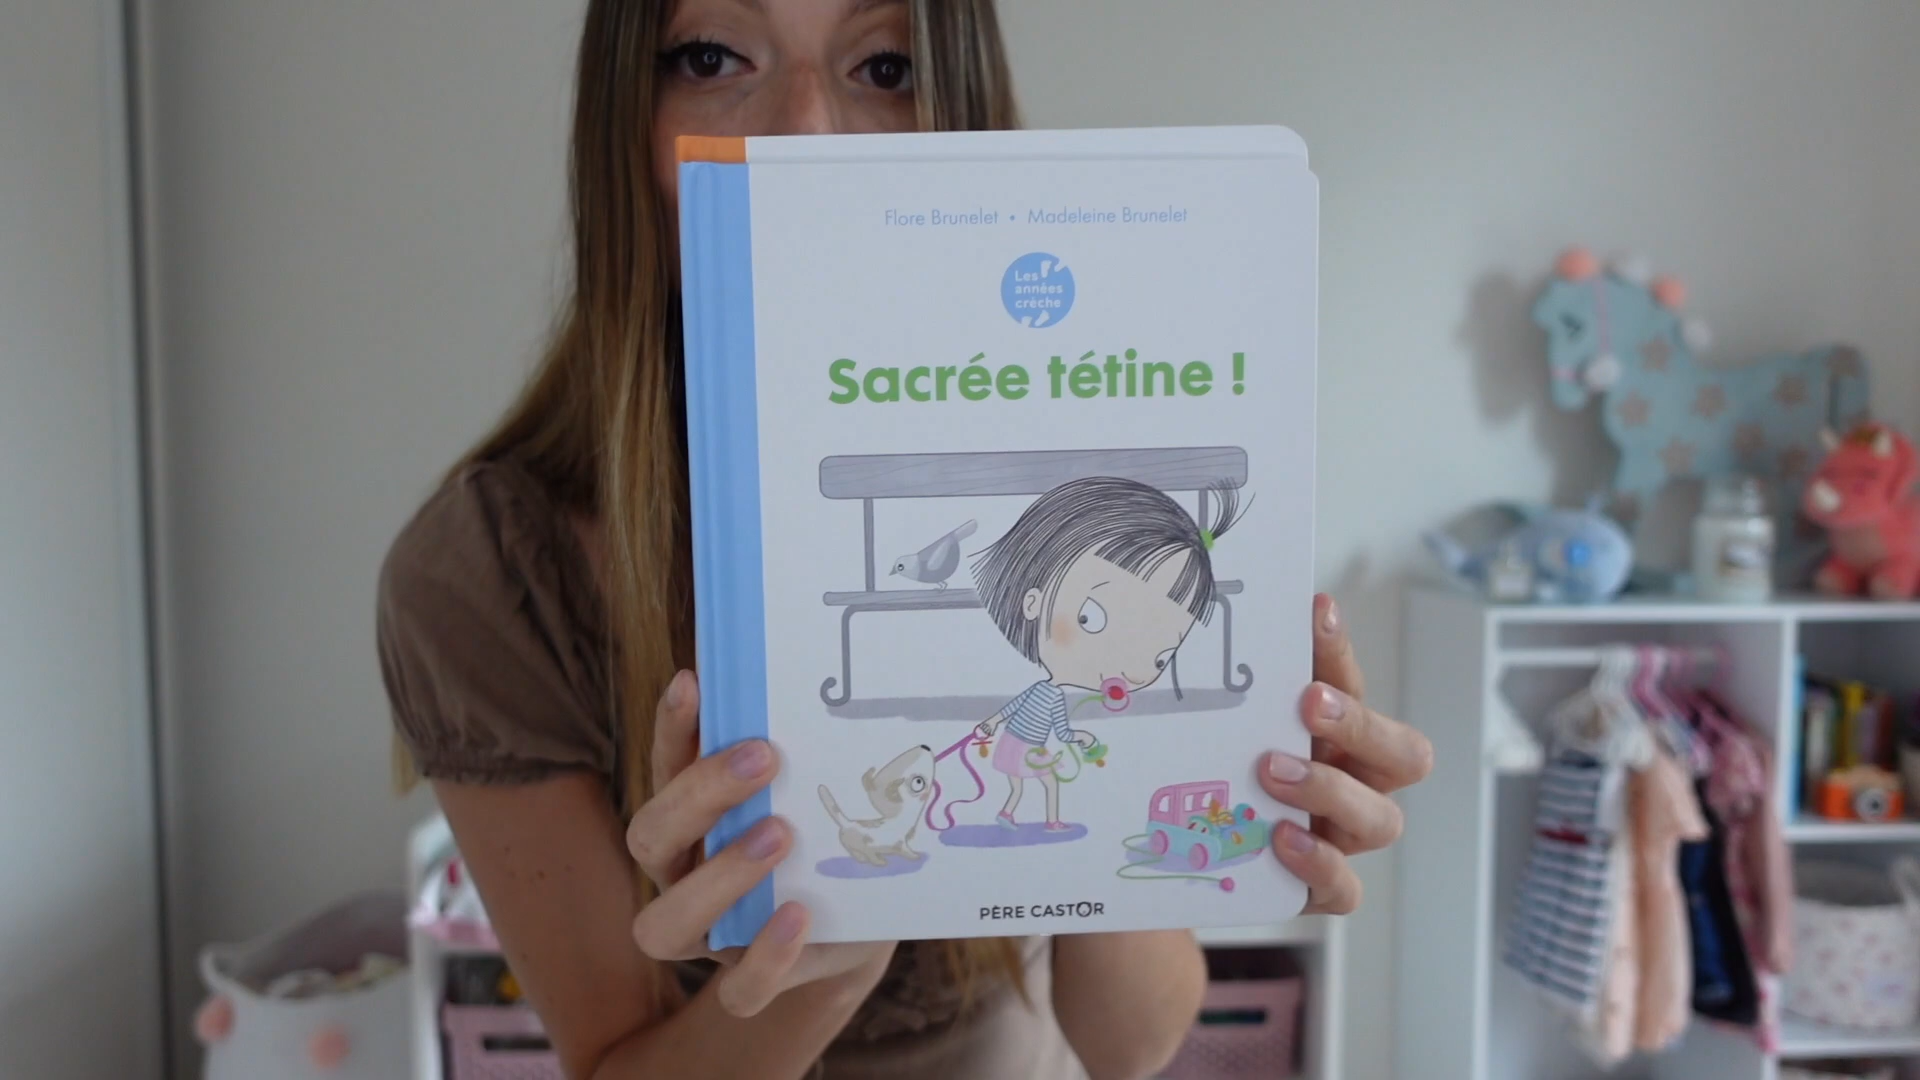 Flore Brunelet • Madeleine Brunelet
Les
années
crèche
Sacrée tétine !
PÈRE CASTOR